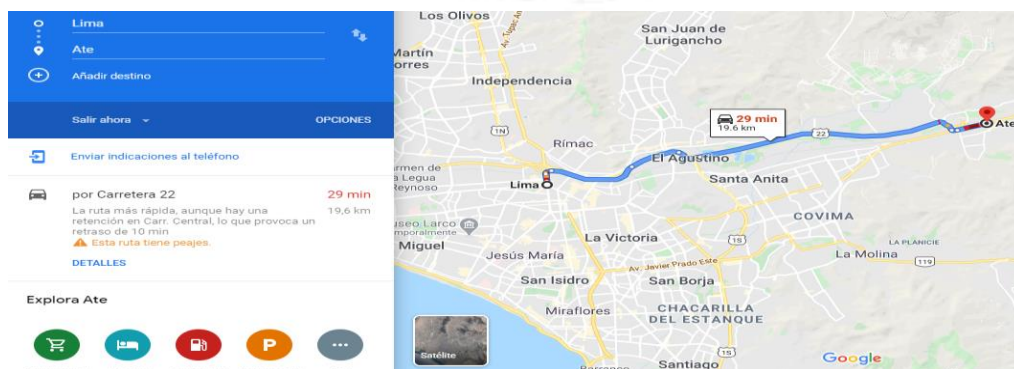 Lima
Ate
Añadir destino
Salir ahora
OPCIONES
Enviar indicaciones al teléfono
por Carretera 22
29 min
La ruta más rápida, aunque hay una
19,6 km
retención en Carr. Central, lo que provoca un
retraso de 10 min
Esta ruta tiene peajes.
DETALLES
Explora Ate
P
Los Olivos
San Juan de
Lurigancho
Martín
orres
Independencia
29 min
19.6 km
22
Ate
1N
Rímac
El Agustino
Santa Anita
rmen de
a Legua
Reynoso
Lima
COVIMA
useo Larco
mporalmente
Miguel
La Victoria
1S
LA PLANICIE
La Molina
119
Jesús María
Av. Javier Prado Este
San Isidro
San Borja
Miraflores
CHACARILLA
DEL ESTANQUE
Satélite
1S
Google
Barranco
Santiago